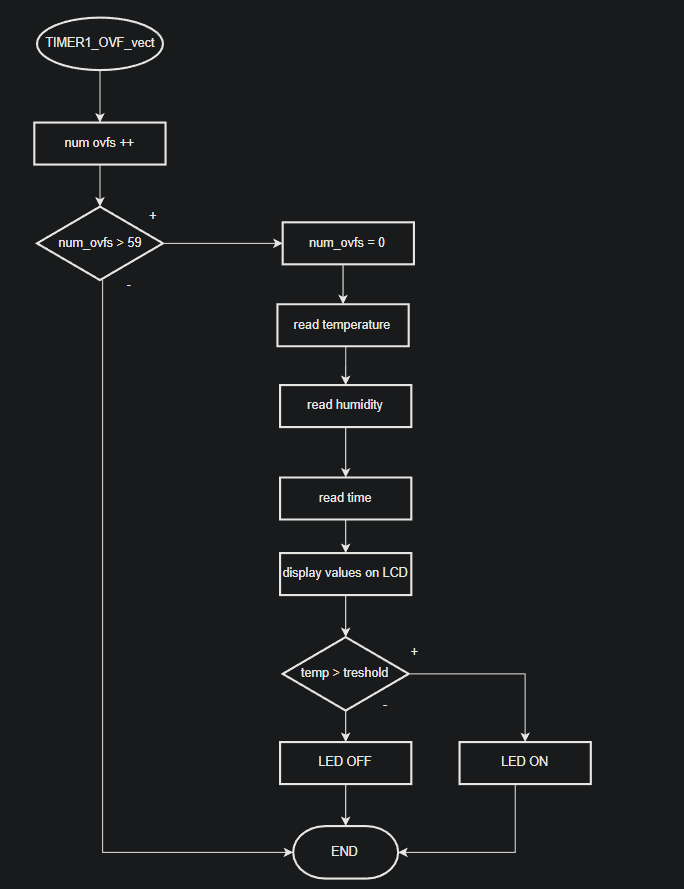 TIMER1_OVF_vect
num ovfs ++
num_ovfs > 59
+
-
num_ovfs = 0
read temperature
read humidity
read time
display values on LCD
temp > treshold
+
-
LED OFF
LED ON
END